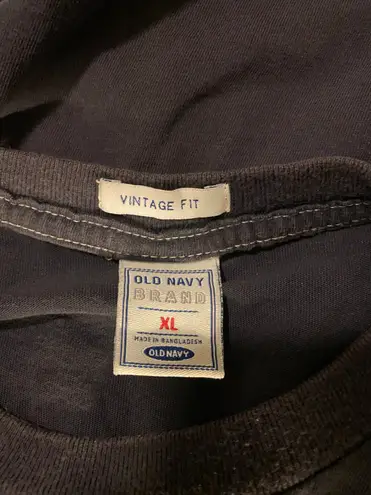 VINTAGE FIT
OLD NAVY
BRAND
XL
MADE IN BANGLADESH
OLD NAVY